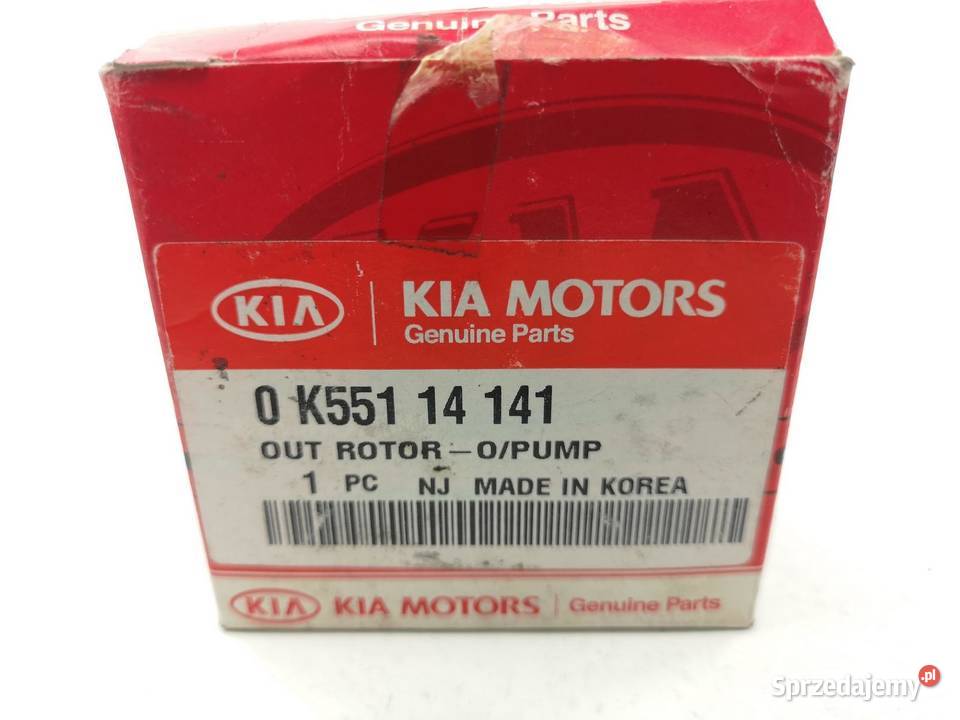 Genuine Parts
KIA
KIA MOTORS
Genuine Parts
0 K551 14 141
OUT ROTOR-O/PUMP
1 PC NJ MADE IN KOREA
KIA KIA MOTORS Genuine Parts
Sprzedajemy.pl